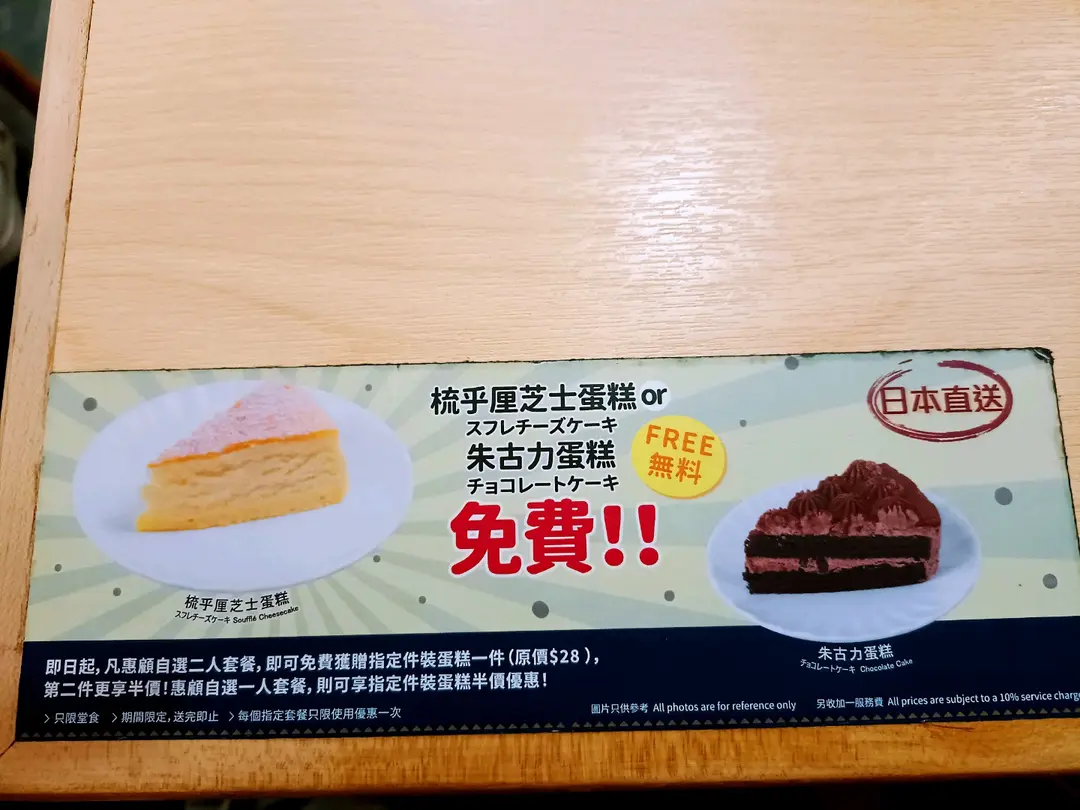 梳乎厘芝士蛋糕 or
スフレチーズケーキ
朱古力蛋糕
チョコレートケーキ
免費!!
FREE
無料
日本直送
梳乎厘芝士蛋糕
スフレチーズケーキ Soufflé Cheesecake
朱古力蛋糕
チョコレートケーキ Chocolate Cake
即日起, 凡惠顧自選二人套餐, 即可免費獲贈指定件裝蛋糕一件 (原價$28 ),
第二件更享半價! 惠顧自選一人套餐, 則可享指定件裝蛋糕半價優惠!
> 只限堂食 > 期間限定, 送完即止 > 每個指定套餐只限使用優惠一次
圖片只供參考 All photos are for reference only
另收加一服務費 All prices are subject to a 10% service charge